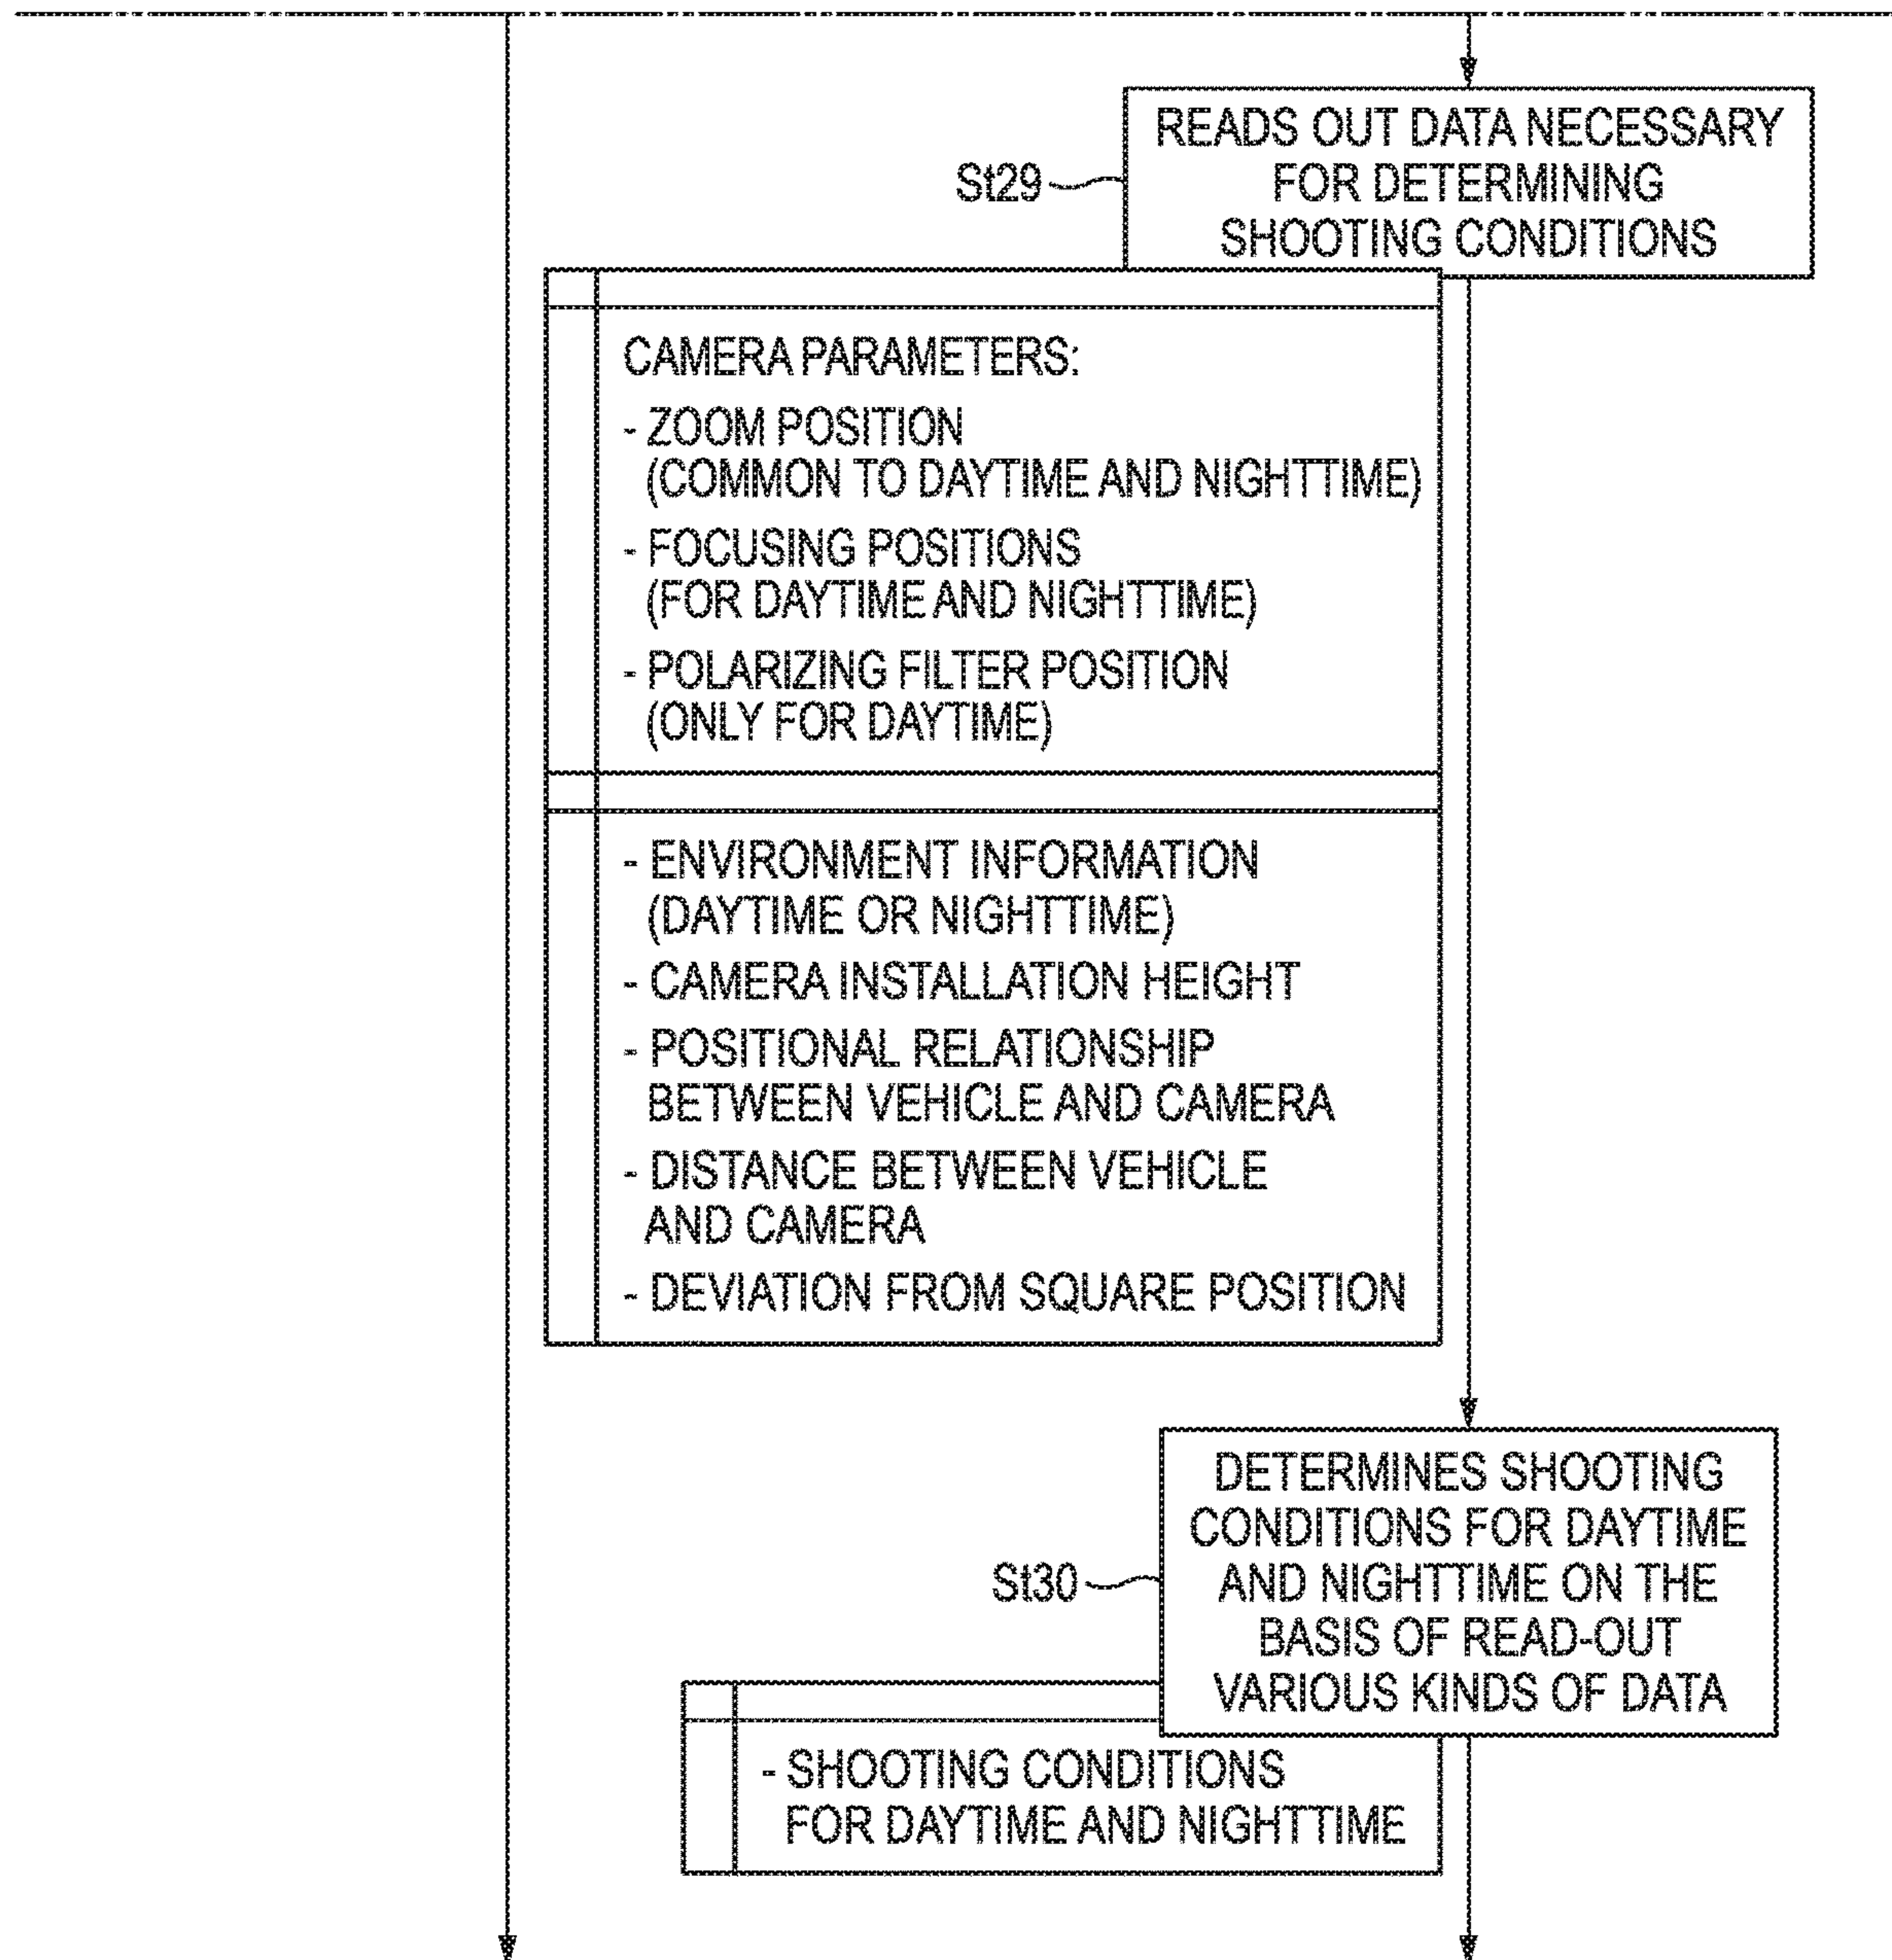 READS OUT DATA NECESSARY
FOR DETERMINING
SHOOTING CONDITIONS
St29
CAMERA PARAMETERS:
- ZOOM POSITION
(COMMON TO DAYTIME AND NIGHTTIME)
- FOCUSING POSITIONS
(FOR DAYTIME AND NIGHTTIME)
- POLARIZING FILTER POSITION
(ONLY FOR DAYTIME)
- ENVIRONMENT INFORMATION
(DAYTIME OR NIGHTTIME)
- CAMERA INSTALLATION HEIGHT
- POSITIONAL RELATIONSHIP
BETWEEN VEHICLE AND CAMERA
- DISTANCE BETWEEN VEHICLE
AND CAMERA
- DEVIATION FROM SQUARE POSITION
DETERMINES SHOOTING
CONDITIONS FOR DAYTIME
AND NIGHTTIME ON THE
BASIS OF READ-OUT
VARIOUS KINDS OF DATA
St30
- SHOOTING CONDITIONS
FOR DAYTIME AND NIGHTTIME